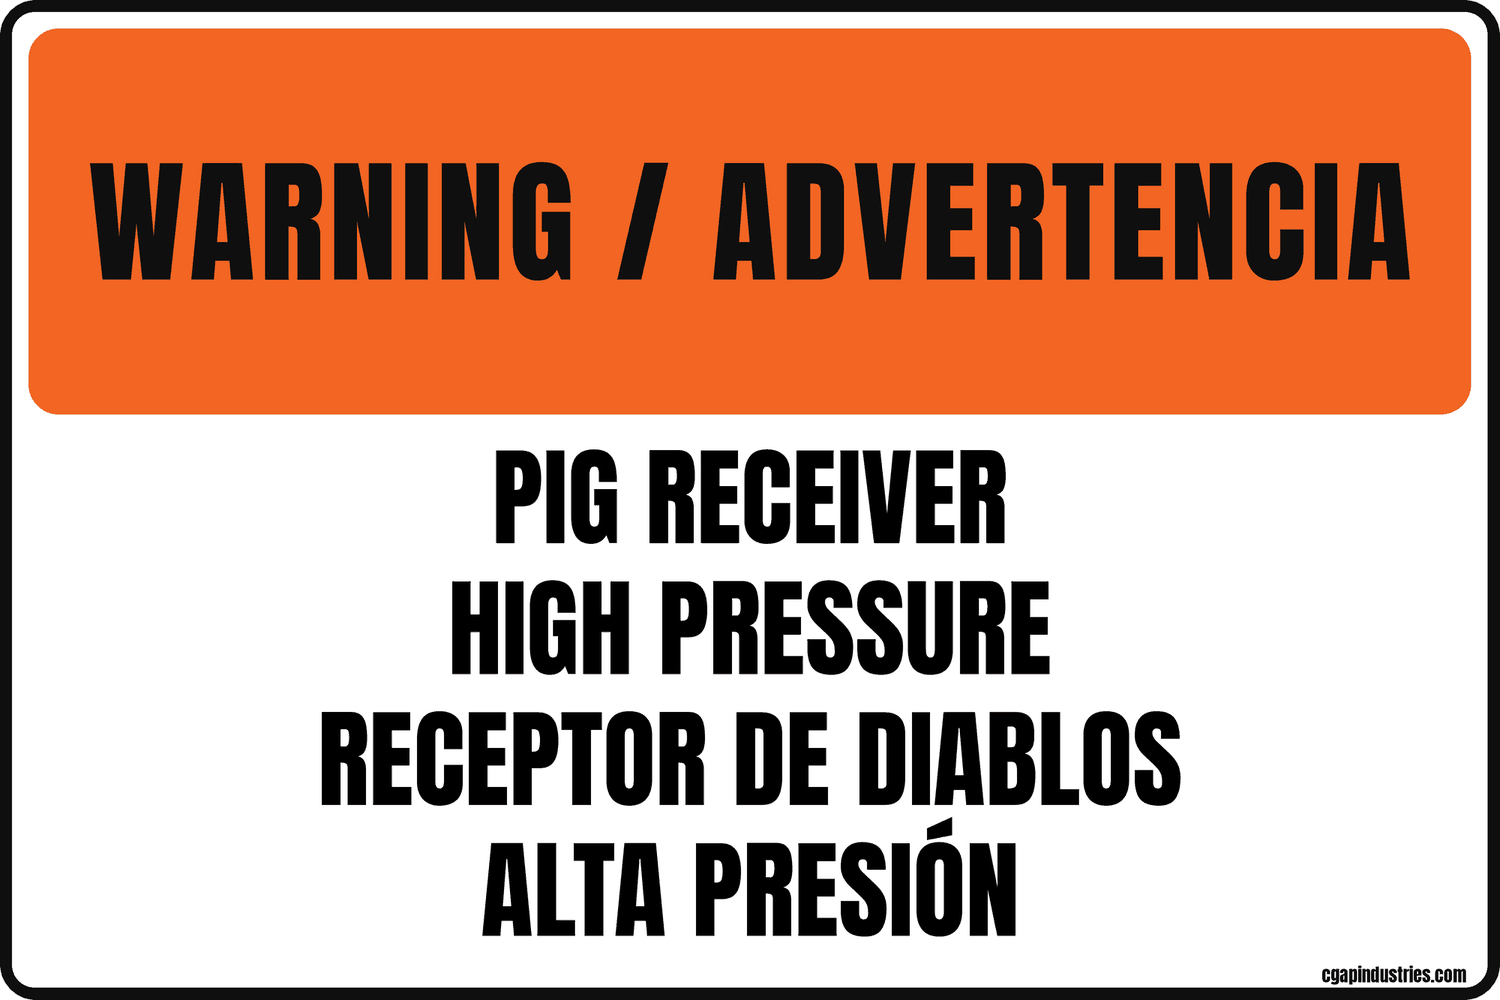 WARNING / ADVERTENCIA
PIG RECEIVER
HIGH PRESSURE
RECEPTOR DE DIABLOS
ALTA PRESIÓN
cgapindustries.com